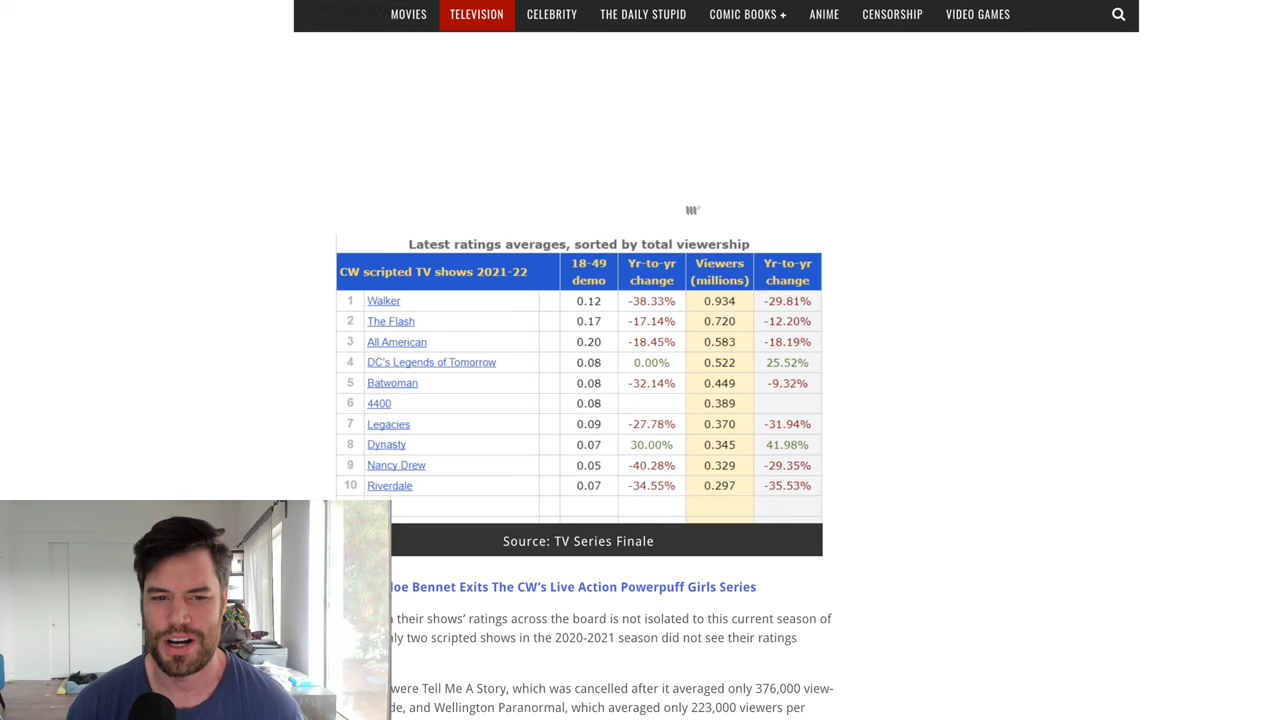 MOVIES TELEVISION CELEBRITY THE DAILY STUPID COMIC BOOKS + ANIME CENSORSHIP VIDEO GAMES
Latest ratings averages, sorted by total viewership
CW scripted TV shows 2021-22 18-49 demo Yr-to-yr change Viewers (millions) Yr-to-yr change
1 Walker 0.12 -38.33% 0.934 -29.81%
2 The Flash 0.17 -17.14% 0.720 -12.20%
3 All American 0.20 -18.45% 0.583 -18.19%
4 DC's Legends of Tomorrow 0.08 0.00% 0.522 25.52%
5 Batwoman 0.08 -32.14% 0.449 -9.32%
6 4400 0.08 0.389
7 Legacies 0.09 -27.78% 0.370 -31.94%
8 Dynasty 0.07 30.00% 0.345 41.98%
9 Nancy Drew 0.05 -40.28% 0.329 -29.35%
10 Riverdale 0.07 -34.55% 0.297 -35.53%
Source: TV Series Finale
loe Bennet Exits The CW's Live Action Powerpuff Girls Series
their shows' ratings across the board is not isolated to this current season of
ly two scripted shows in the 2020-2021 season did not see their ratings
were Tell Me A Story, which was cancelled after it averaged only 376,000 view-
de, and Wellington Paranormal, which averaged only 223,000 viewers per